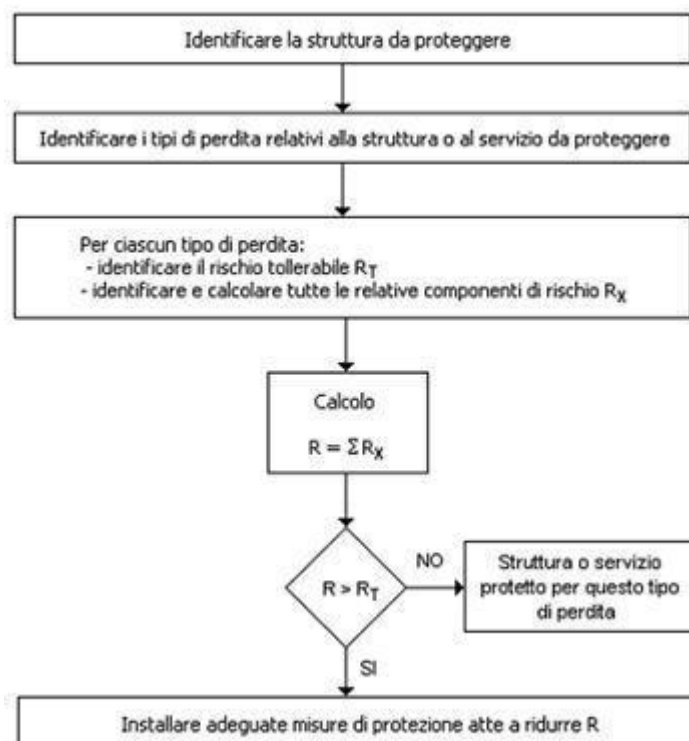 Identificare la struttura da proteggere
Identificare i tipi di perdita relativi alla struttura o al servizio da proteggere
Per ciascun tipo di perdita:
- identificare il rischio tollerabile RT
- identificare e calcolare tutte le relative componenti di rischio RX
Calcolo
R = ΣRX
R > RT
NO
Struttura o servizio
protetto per questo tipo
di perdita
SI
Installare adeguate misure di protezione atte a ridurre R